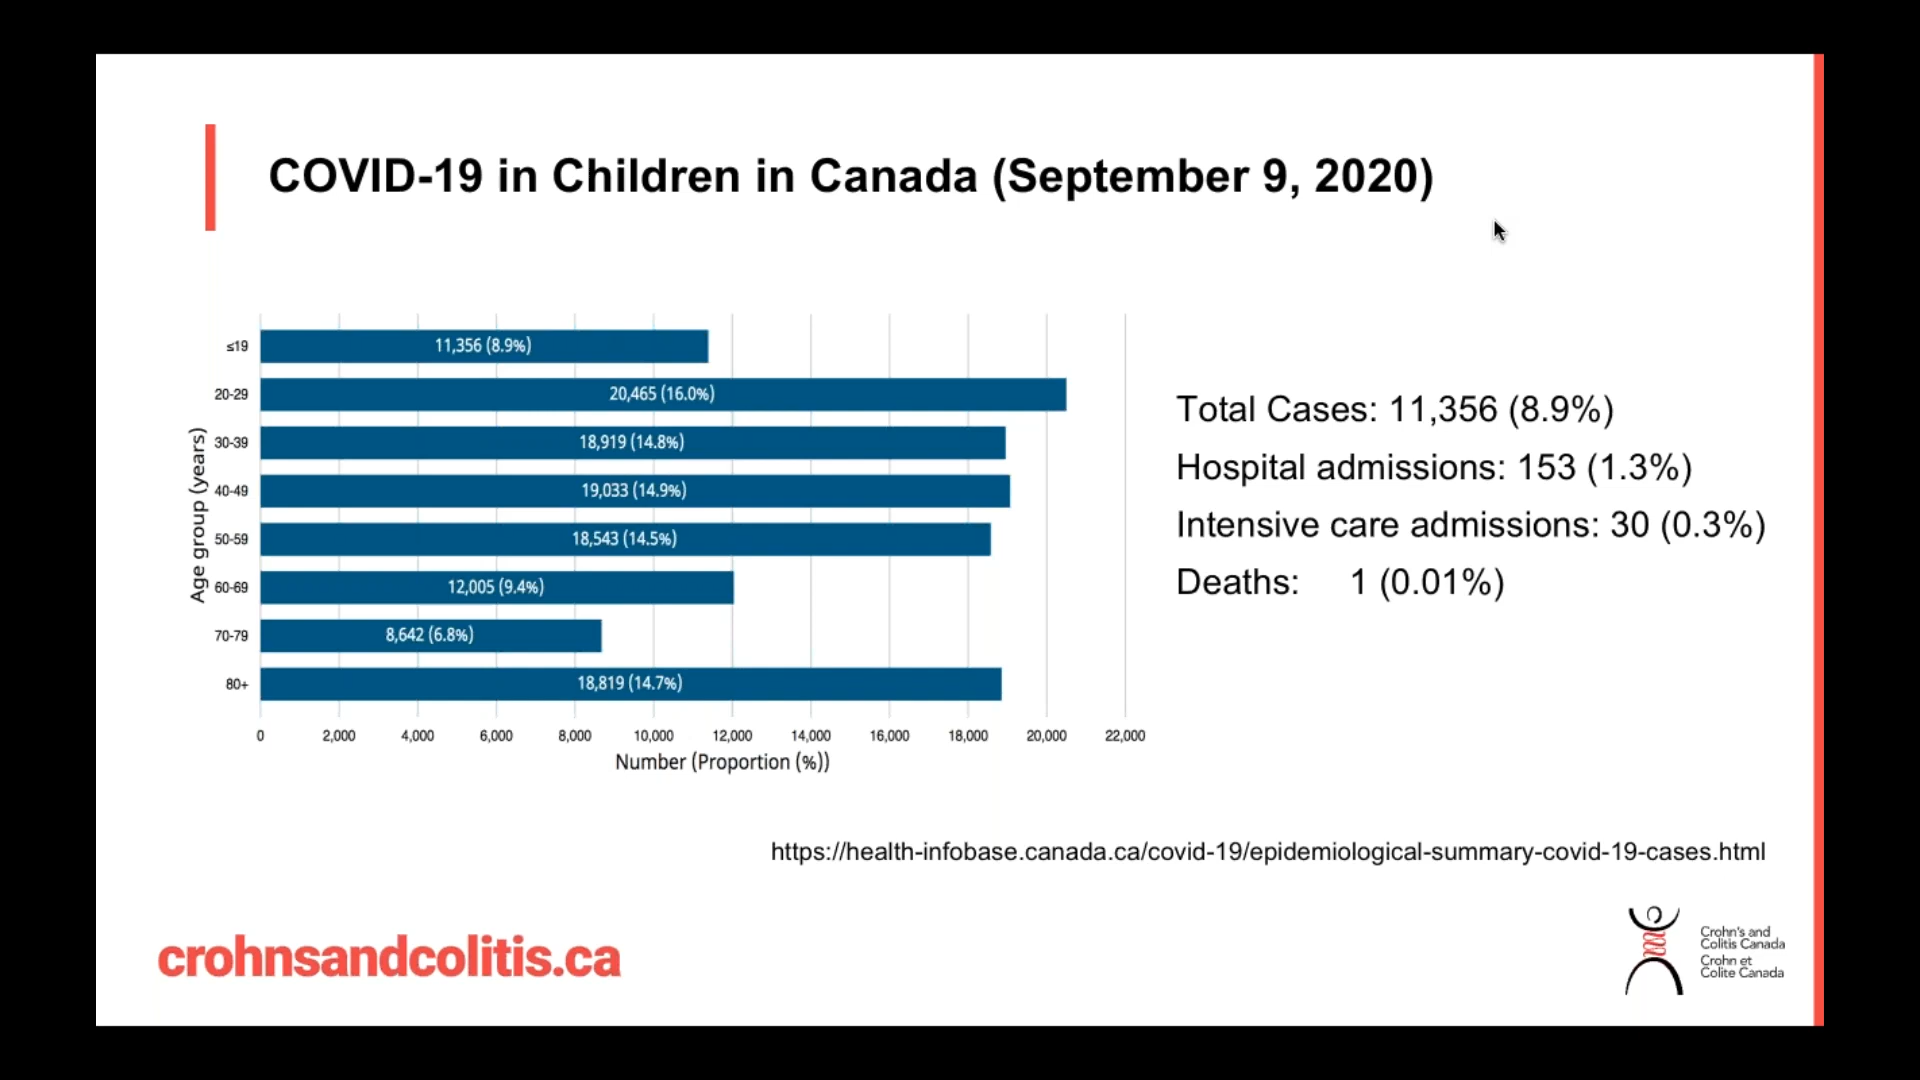 COVID-19 in Children in Canada (September 9, 2020)
Age group (years)
≤19
11,356 (8.9%)
20-29
20,465 (16.0%)
30-39
18,919 (14.8%)
40-49
19,033 (14.9%)
50-59
18,543 (14.5%)
60-69
12,005 (9.4%)
70-79
8,642 (6.8%)
80+
18,819 (14.7%)
0 2,000 4,000 6,000 8,000 10,000 12,000 14,000 16,000 18,000 20,000 22,000
Number (Proportion (%))
Total Cases: 11,356 (8.9%)
Hospital admissions: 153 (1.3%)
Intensive care admissions: 30 (0.3%)
Deaths: 1 (0.01%)
https://health-infobase.canada.ca/covid-19/epidemiological-summary-covid-19-cases.html
crohnsandcolitis.ca
Crohn's and
Colitis Canada
Crohn et
Colite Canada